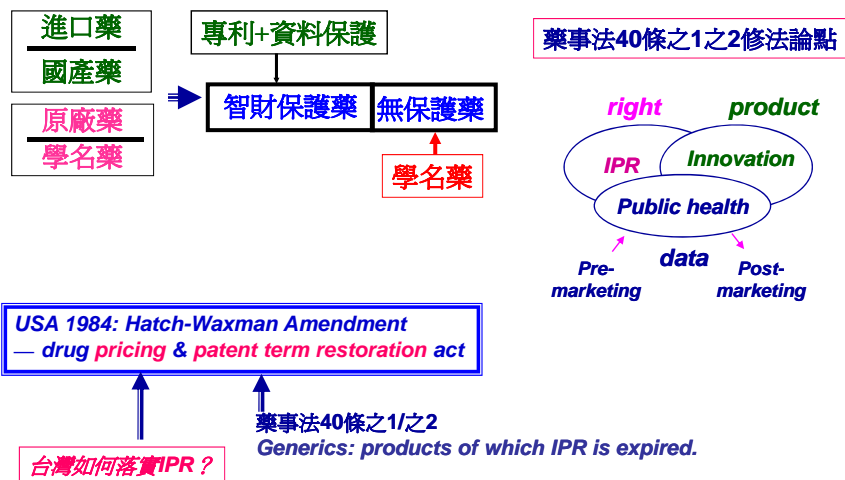 進口藥
國產藥
原廠藥
學名藥
專利+資料保護
智財保護藥
無保護藥
學名藥
藥事法40條之1之2修法論點
right
product
IPR
Innovation
Public health
data
Pre-
marketing
Post-
marketing
USA 1984: Hatch-Waxman Amendment
— drug pricing & patent term restoration act
藥事法40條之1/之2
Generics: products of which IPR is expired.
台灣如何落實IPR？